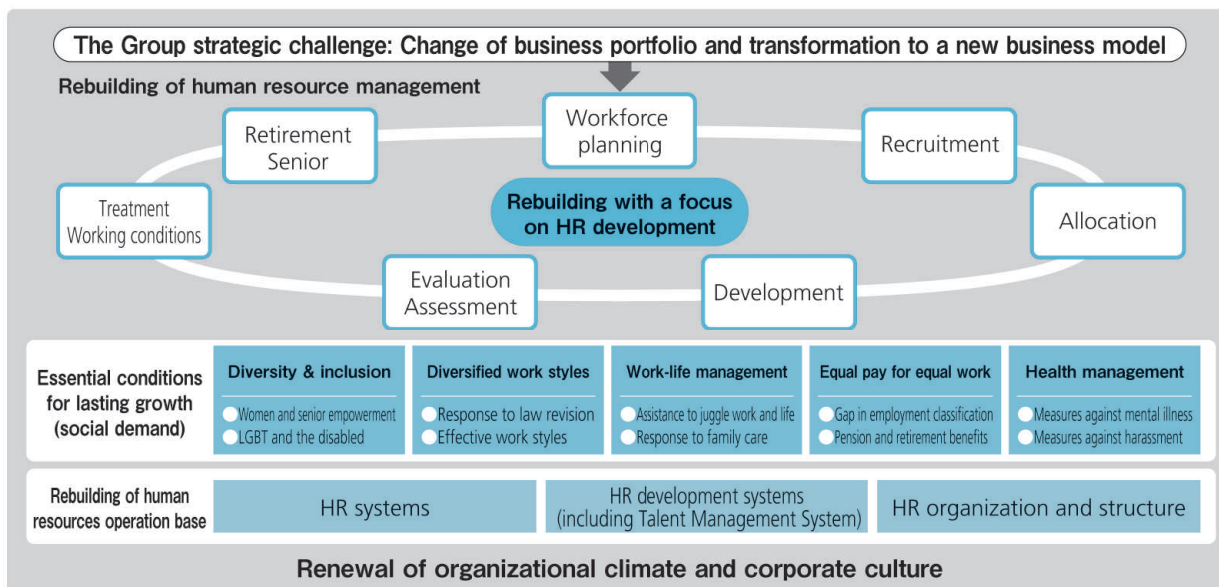 The Group strategic challenge: Change of business portfolio and transformation to a new business model
Rebuilding of human resource management
Workforce
planning
Retirement
Senior
Recruitment
Treatment
Working conditions
Rebuilding with a focus
on HR development
Allocation
Evaluation
Assessment
Development
Essential conditions
for lasting growth
(social demand)
Diversity & inclusion
Women and senior empowerment
LGBT and the disabled
Diversified work styles
Response to law revision
Effective work styles
Work-life management
Assistance to juggle work and life
Response to family care
Equal pay for equal work
Gap in employment classification
Pension and retirement benefits
Health management
Measures against mental illness
Measures against harassment
Rebuilding of human
resources operation base
HR systems
HR development systems
(including Talent Management System)
HR organization and structure
Renewal of organizational climate and corporate culture